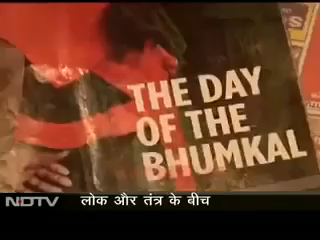 THE DAY
OF THE
BHUMKAL
NDTV
लोक और तंत्र के बीच